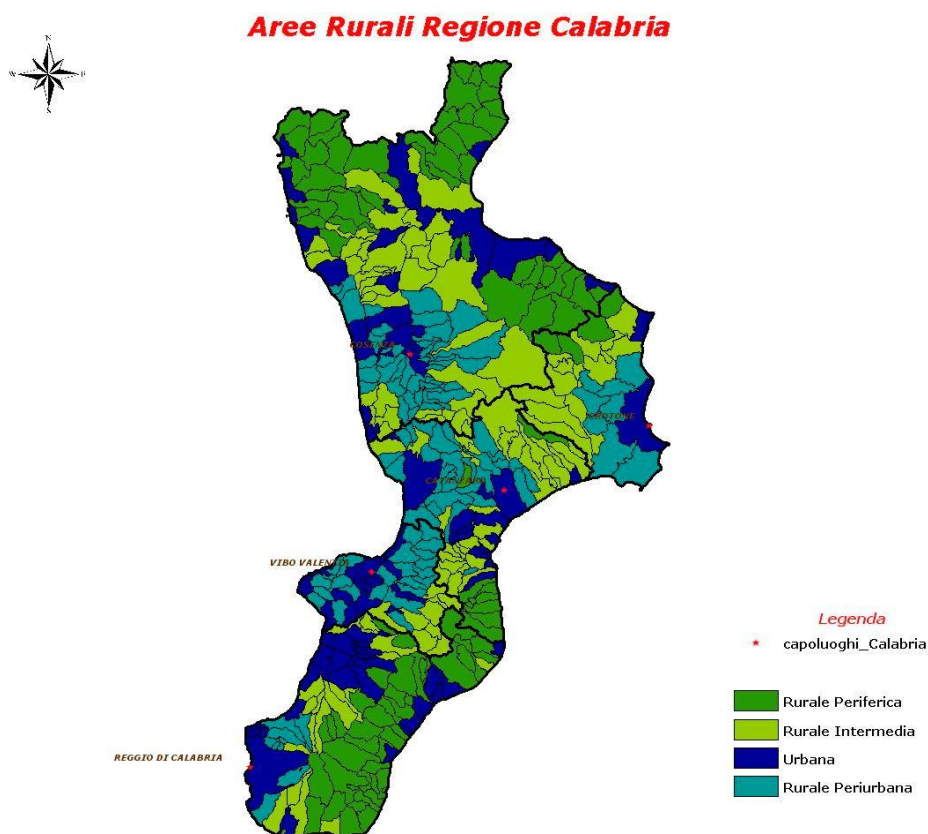 Aree Rurali Regione Calabria
N
W
S
COSENZA
CROTONE
CATANZARO
VIBO VALENTIA
REGGIO DI CALABRIA
Legenda
capoluoghi_Calabria
Rurale Periferica
Rurale Intermedia
Urbana
Rurale Periurbana